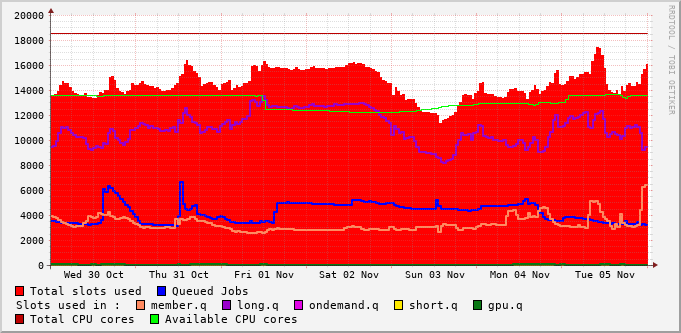 20000
18000
16000
14000
12000
10000
8000
6000
4000
2000
0
Wed 30 Oct Thu 31 Oct Fri 01 Nov Sat 02 Nov Sun 03 Nov Mon 04 Nov Tue 05 Nov
Total slots used Queued Jobs
Slots used in : member.q long.q ondemand.q short.q gpu.q
Total CPU cores Available CPU cores
RRDTOOL / TOBI OETIKER